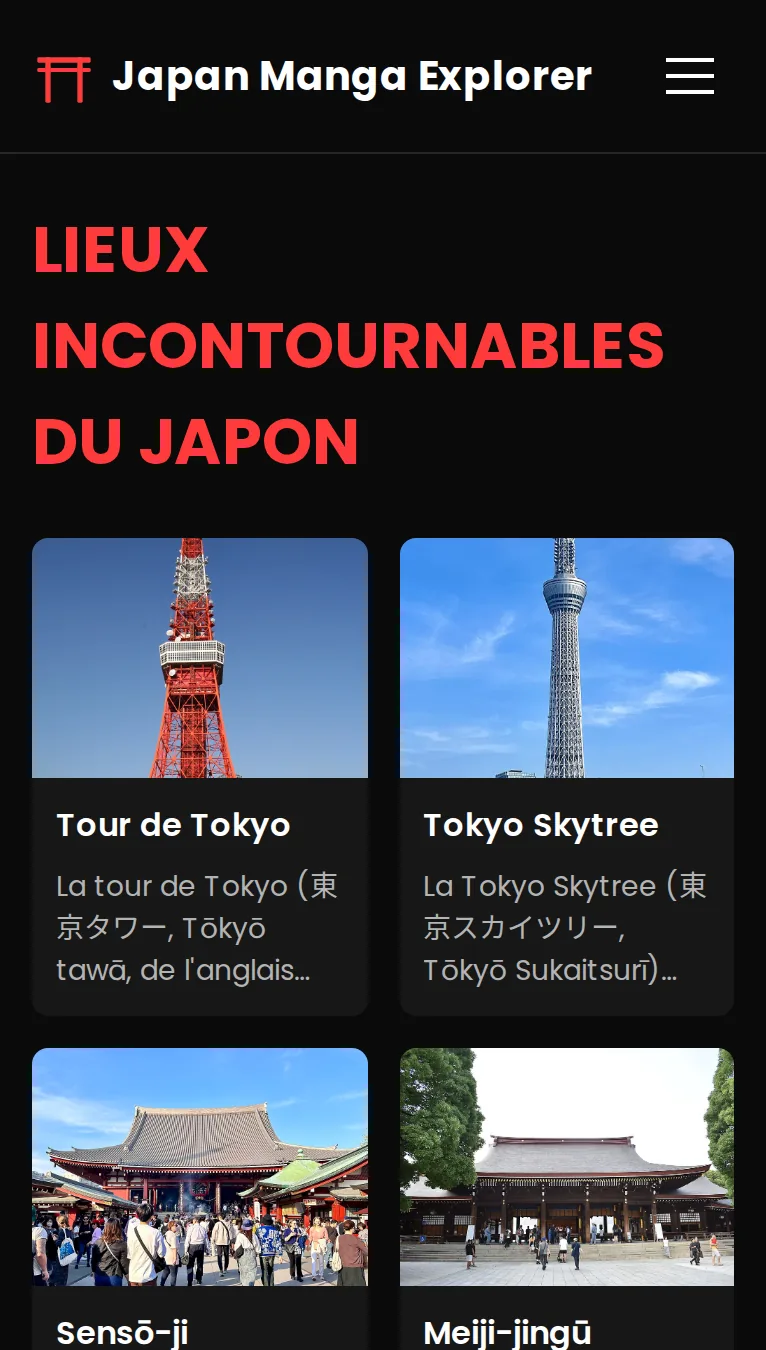 Japan Manga Explorer
LIEUX
INCONTOURNABLES
DU JAPON
Tour de Tokyo
La tour de Tokyo (東
京タワー, Tōkyō
tawā, de l'anglais...
Tokyo Skytree
La Tokyo Skytree (東
京スカイツリー,
Tōkyō Sukaitsurī)...
Sensō-ji
Meiji-jingū